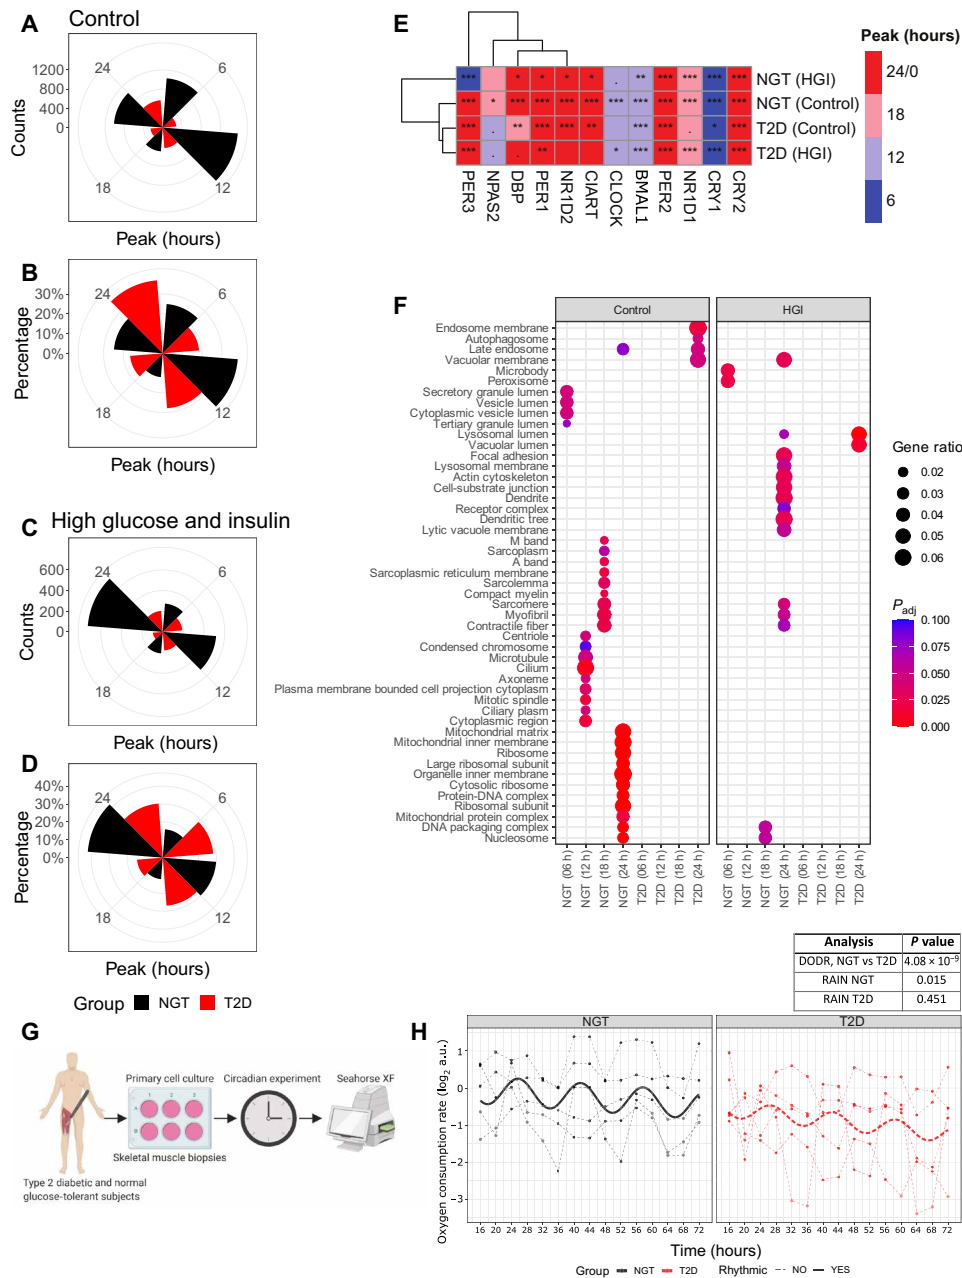 A Control
24
6
1200
800
400
0
Counts
18
12
Peak (hours)
B
24
6
30%
20%
10%
0%
Percentage
18
12
Peak (hours)
C High glucose and insulin
24
6
600
400
200
0
Counts
18
12
Peak (hours)
D
24
6
40%
30%
20%
10%
0%
Percentage
18
12
Peak (hours)
Group NGT T2D
E
Peak (hours)
24/0
18
12
6
*** * * * * . ** *** *** *** *** NGT (HGI)
*** * *** *** *** *** *** *** *** *** *** *** NGT (Control)
*** . ** *** *** ** *** *** . * *** T2D (Control)
*** . . ** * *** *** *** *** *** T2D (HGI)
PER3
NPAS2
DBP
PER1
NR1D2
CIART
CLOCK
BMAL1
PER2
NR1D1
CRY1
CRY2
F
Control
HGI
Endosome membrane
Autophagosome
Late endosome
Vacuolar membrane
Microbody
Peroxisome
Secretory granule lumen
Vesicle lumen
Cytoplasmic vesicle lumen
Tertiary granule lumen
Lysosomal lumen
Vacuolar lumen
Focal adhesion
Lysosomal membrane
Actin cytoskeleton
Cell-substrate junction
Dendrite
Receptor complex
Dendritic tree
Lytic vacuole membrane
M band
Sarcoplasm
A band
Sarcoplasmic reticulum membrane
Sarcolemma
Compact myelin
Sarcomere
Myofibril
Contractile fiber
Centriole
Condensed chromosome
Microtubule
Cilium
Axoneme
Plasma membrane bounded cell projection cytoplasm
Mitotic spindle
Ciliary plasm
Cytoplasmic region
Mitochondrial matrix
Mitochondrial inner membrane
Ribosome
Large ribosomal subunit
Organelle inner membrane
Cytosolic ribosome
Protein-DNA complex
Ribosomal subunit
Mitochondrial protein complex
DNA packaging complex
Nucleosome
NGT (06 h)
NGT (12 h)
NGT (18 h)
NGT (24 h)
T2D (06 h)
T2D (12 h)
T2D (18 h)
T2D (24 h)
NGT (06 h)
NGT (12 h)
NGT (18 h)
NGT (24 h)
T2D (06 h)
T2D (12 h)
T2D (18 h)
T2D (24 h)
Gene ratio
0.02
0.03
0.04
0.05
0.06
Padj
0.100
0.075
0.050
0.025
0.000
G
Primary cell culture
Circadian experiment
Seahorse XF
Skeletal muscle biopsies
Type 2 diabetic and normal
glucose-tolerant subjects
Analysis P value
DODR, NGT vs T2D 4.08 × 10⁻⁹
RAIN NGT 0.015
RAIN T2D 0.451
H
NGT
T2D
Oxygen consumption rate (log₂ a.u.)
1
0
−1
−2
−3
16 20 24 28 32 36 40 44 48 52 56 60 64 68 72
16 20 24 28 32 36 40 44 48 52 56 60 64 68 72
Time (hours)
Group NGT T2D Rhythmic NO YES